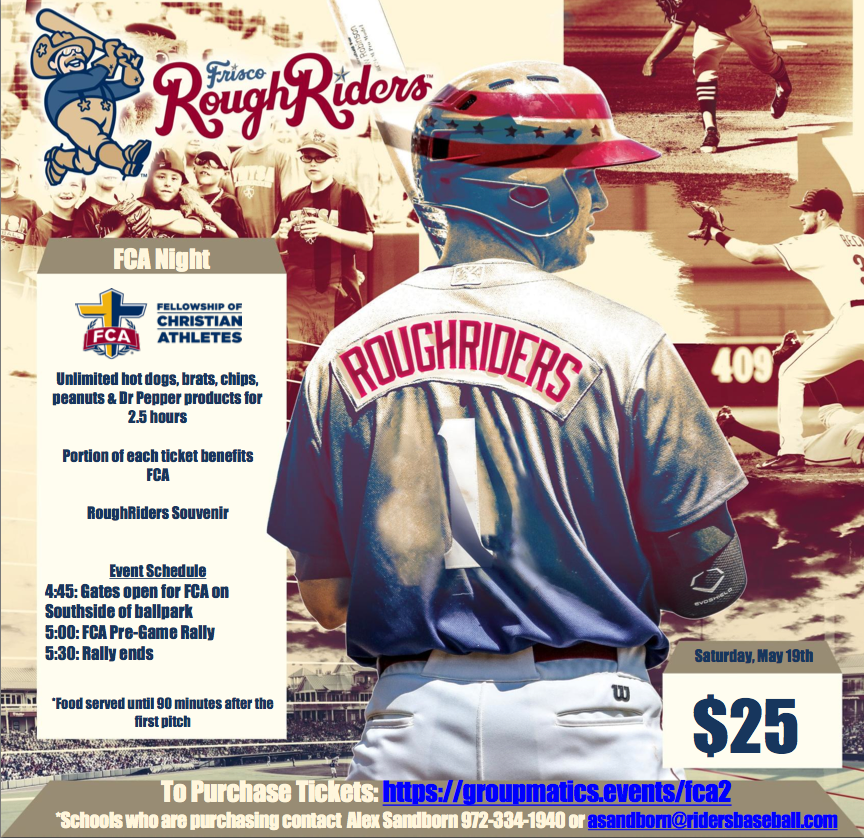 Frisco
RoughRiders™
FCA Night
FCA
FELLOWSHIP OF
CHRISTIAN
ATHLETES
Unlimited hot dogs, brats, chips,
peanuts & Dr Pepper products for
2.5 hours
Portion of each ticket benefits
FCA
RoughRiders Souvenir
Event Schedule
4:45: Gates open for FCA on
Southside of ballpark
5:00: FCA Pre-Game Rally
5:30: Rally ends
*Food served until 90 minutes after the
first pitch
ROUGHRIDERS
1
409
EVOSHIELD
W
Saturday, May 19th
$25
To Purchase Tickets: https://groupmatics.events/fca2
*Schools who are purchasing contact Alex Sandborn 972-334-1940 or asandborn@ridersbaseball.com